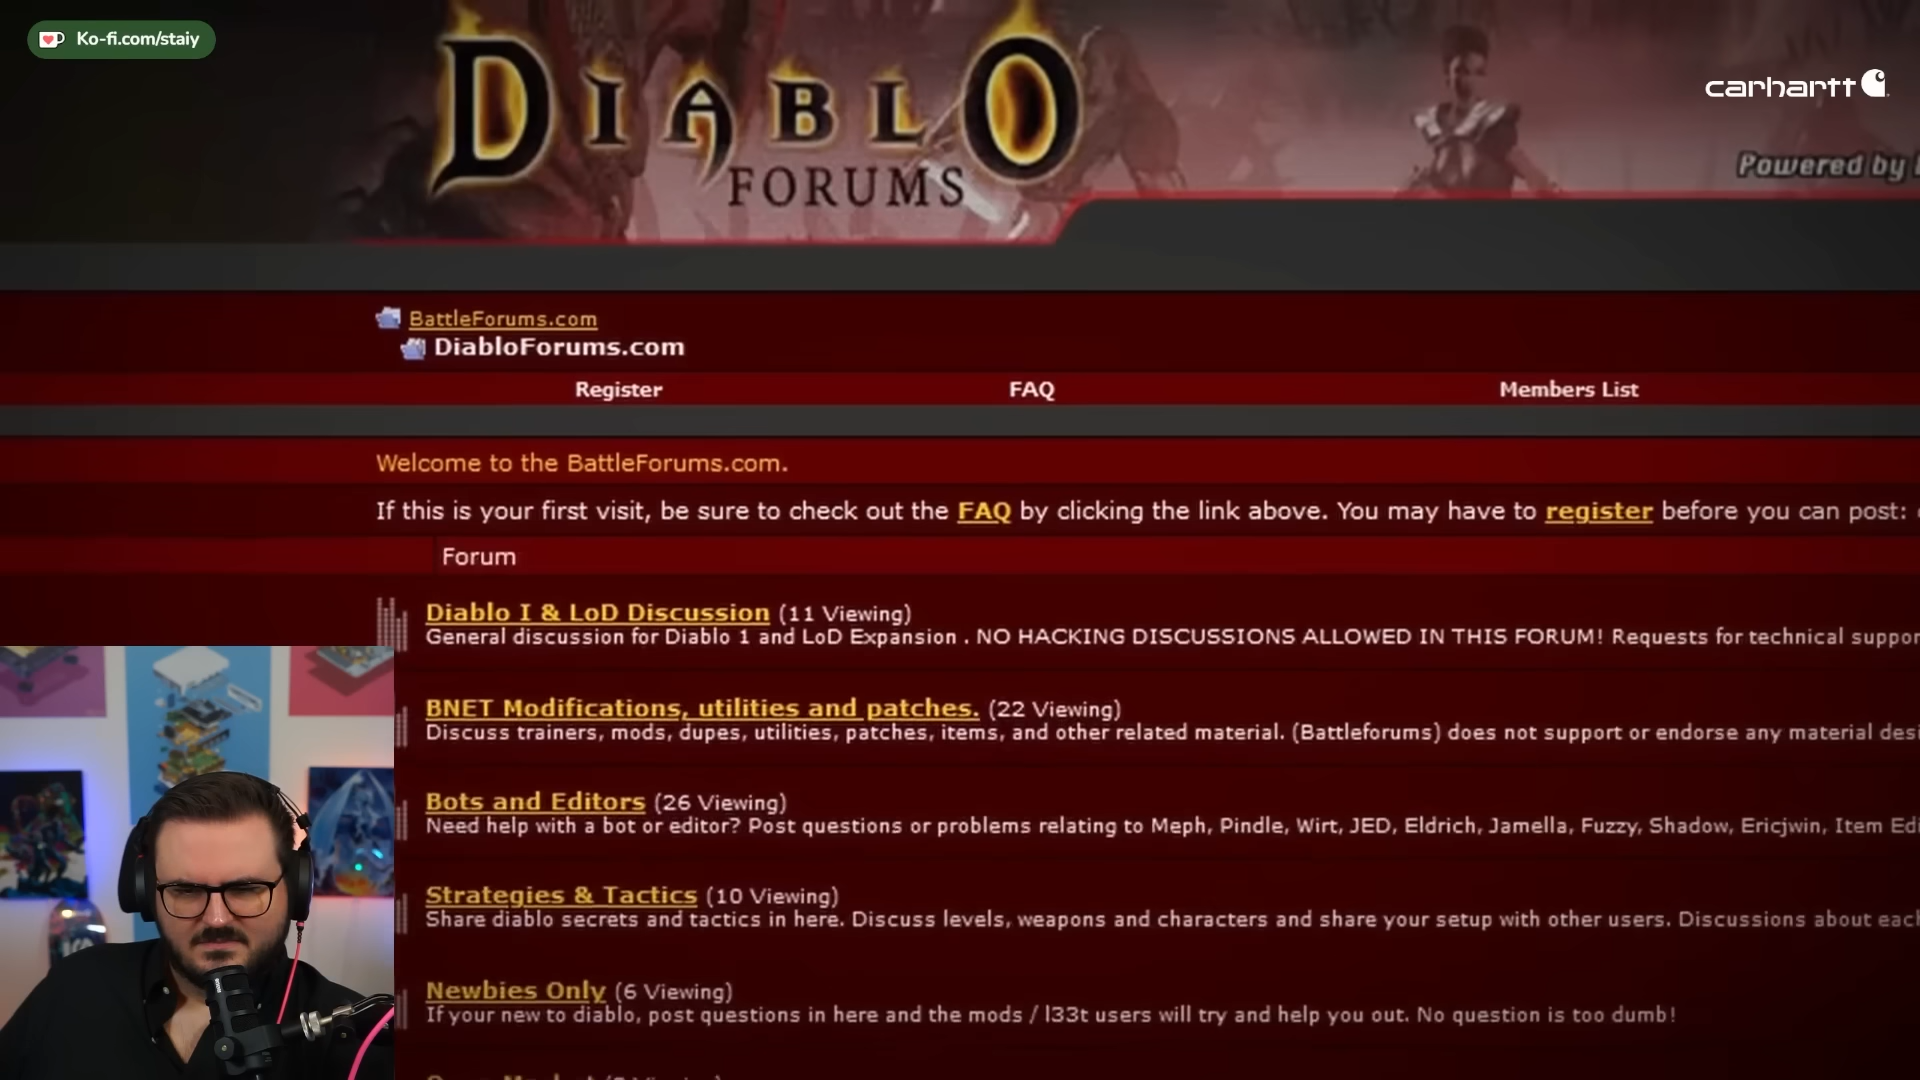 Ko-fi.com/staiy
DIABLO
FORUMS
carhartt
Powered by
BattleForums.com
DiabloForums.com
Register FAQ Members List
Welcome to the BattleForums.com.
If this is your first visit, be sure to check out the FAQ by clicking the link above. You may have to register before you can post:
Forum
Diablo I & LoD Discussion (11 Viewing)
General discussion for Diablo 1 and LoD Expansion . NO HACKING DISCUSSIONS ALLOWED IN THIS FORUM! Requests for technical
BNET Modifications, utilities and patches. (22 Viewing)
Discuss trainers, mods, dupes, utilities, patches, items, and other related material. (Battleforums) does not support or endorse any material
Bots and Editors (26 Viewing)
Need help with a bot or editor? Post questions or problems relating to Meph, Pindle, Wirt, JED, Eldrich, Jamella, Fuzzy, Shadow, Ericjwin, Item
Strategies & Tactics (10 Viewing)
Share diablo secrets and tactics in here. Discuss levels, weapons and characters and share your setup with other users. Discussions about
Newbies Only (6 Viewing)
If your new to diablo, post questions in here and the mods / l33t users will try and help you out. No question is too dumb!